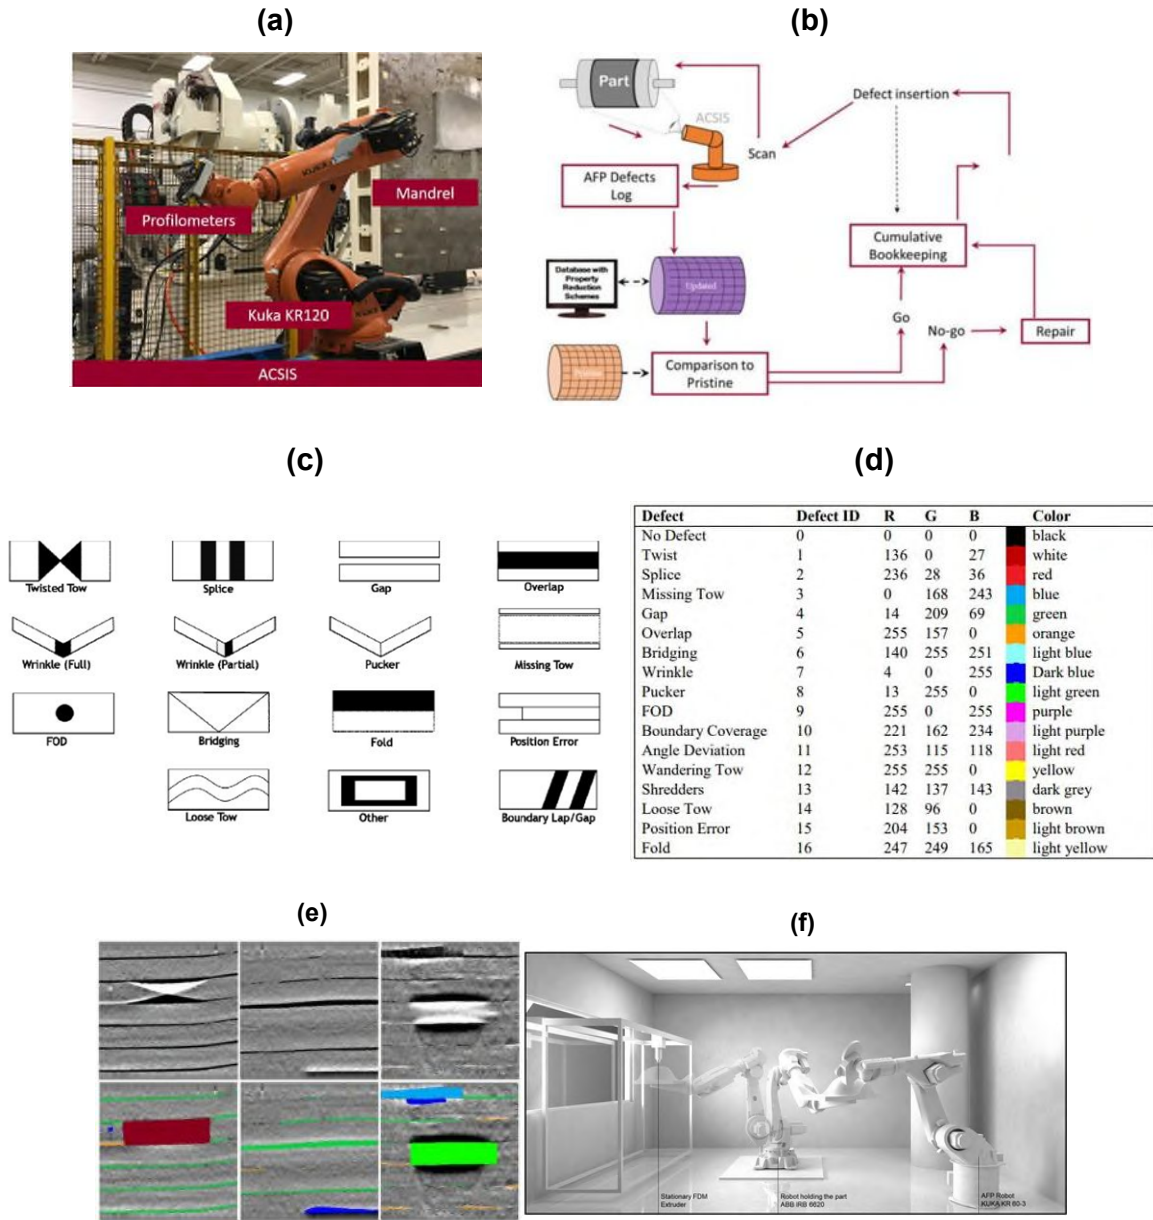 (a)
Mandrel
Profilometers
Kuka KR120
ACSIS
(b)
Part
ACSIS
Scan
Defect insertion
AFP Defects
Log
Database with
Property
Reduction
Schemes
Updated
Cumulative
Bookkeeping
Go
No-go
Repair
Comparison to
Pristine
(c)
Twisted Tow
Splice
Gap
Overlap
Wrinkle (Full)
Wrinkle (Partial)
Pucker
Missing Tow
FOD
Bridging
Fold
Position Error
Loose Tow
Other
Boundary Lap/Gap
(d)
Defect Defect ID R G B Color
No Defect 0 0 0 0 black
Twist 1 136 0 27 white
Splice 2 236 28 36 red
Missing Tow 3 0 168 243 blue
Gap 4 14 209 69 green
Overlap 5 255 157 0 orange
Bridging 6 140 255 251 light blue
Wrinkle 7 4 0 255 Dark blue
Pucker 8 13 255 0 light green
FOD 9 255 0 255 purple
Boundary Coverage 10 221 162 234 light purple
Angle Deviation 11 253 115 118 light red
Wandering Tow 12 255 255 0 yellow
Shredders 13 142 137 143 dark grey
Loose Tow 14 128 96 0 brown
Position Error 15 204 153 0 light brown
Fold 16 247 249 165 light yellow
(e)
(f)
Stationary FDM
Extruder
Robot holding the part
ABB IRB 6620
AFP Robot
KUKA KR 60-3